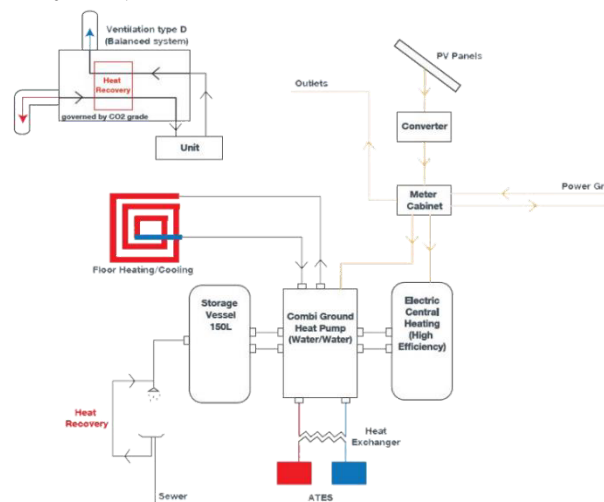 Ventilation type D
(Balanced system)
Heat
Recovery
governed by CO2 grade
Unit
PV Panels
Outlets
Converter
Meter
Cabinet
Power Gr
Floor Heating/Cooling
Storage
Vessel
150L
Combi Ground
Heat Pump
(Water/Water)
Electric
Central
Heating
(High
Efficiency)
Heat
Recovery
Heat
Exchanger
Sewer
ATES